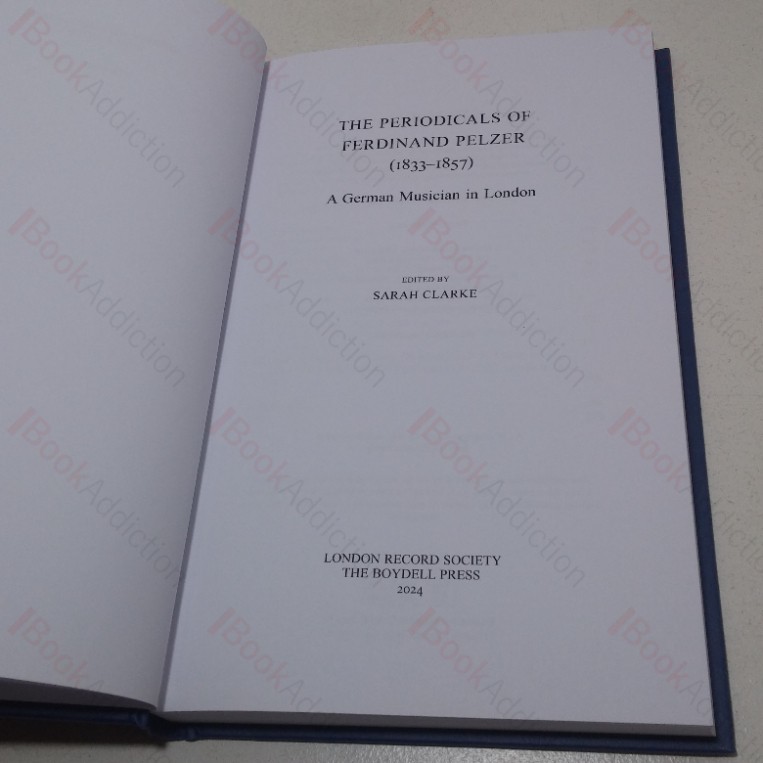 THE PERIODICALS OF
FERDINAND PELZER
(1833–1857)
A German Musician in London
EDITED BY
SARAH CLARKE
LONDON RECORD SOCIETY
THE BOYDELL PRESS
2024
BookAddiction